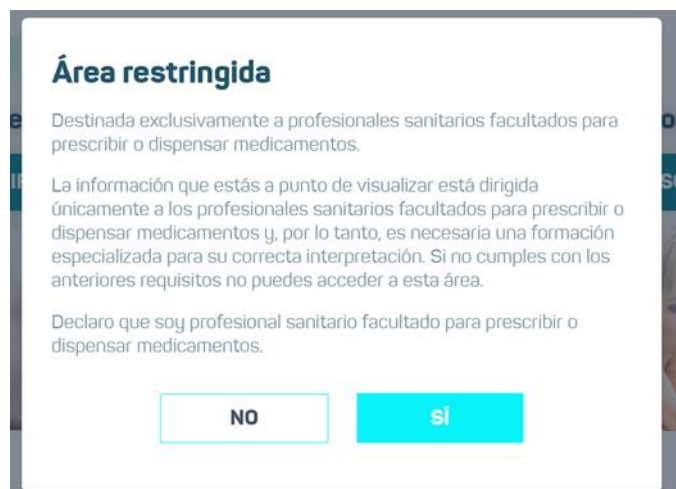 Área restringida
Destinada exclusivamente a profesionales sanitarios facultados para
prescribir o dispensar medicamentos.
La información que estás a punto de visualizar está dirigida
únicamente a los profesionales sanitarios facultados para prescribir o
dispensar medicamentos y, por lo tanto, es necesaria una formación
especializada para su correcta interpretación. Si no cumples con los
anteriores requisitos no puedes acceder a esta área.
Declaro que soy profesional sanitario facultado para prescribir o
dispensar medicamentos.
NO SÍ